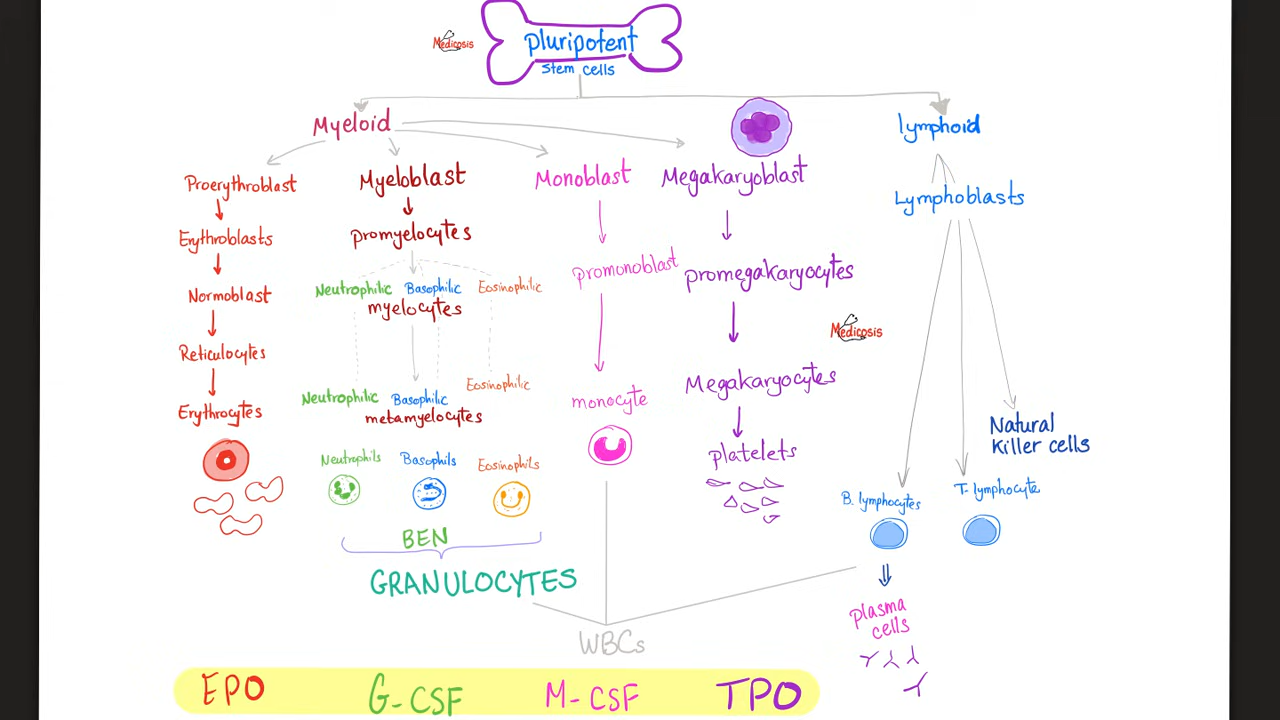 Medicosis
pluripotent
stem cells
Myeloid
lymphoid
Proerythroblast
Myeloblast
Monoblast
Megakaryoblast
Lymphoblasts
Erythroblasts
promyelocytes
promonoblast
promegakaryocytes
Normoblast
Neutrophilic Basophilic Eosinophilic
myelocytes
Medicosis
Reticulocytes
Erythrocytes
Neutrophilic Basophilic Eosinophilic
metamyelocytes
monocyte
Megakaryocytes
Natural
Killer cells
Neutrophils Basophils Eosinophils
platelets
B. lymphocytes
T. lymphocyte
BEN
GRANULOCYTES
plasma
cells
WBCs
EPO G-CSF M-CSF TPO